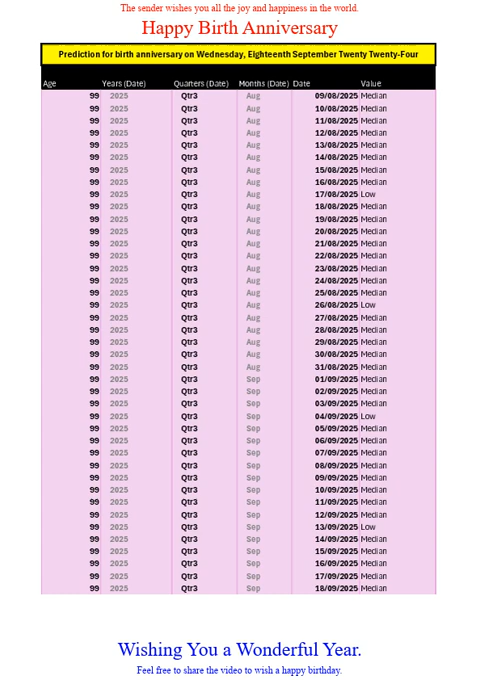 The sender wishes you all the joy and happiness in the world.
Happy Birth Anniversary
Prediction for birth anniversary on Wednesday, Eighteenth September Twenty Twenty-Four
Age Years (Date) Quarters (Date) Months (Date) Date Value
99 2025 Qtr3 Aug 09/08/2025 Median
99 2025 Qtr3 Aug 10/08/2025 Median
99 2025 Qtr3 Aug 11/08/2025 Median
99 2025 Qtr3 Aug 12/08/2025 Median
99 2025 Qtr3 Aug 13/08/2025 Median
99 2025 Qtr3 Aug 14/08/2025 Median
99 2025 Qtr3 Aug 15/08/2025 Median
99 2025 Qtr3 Aug 16/08/2025 Median
99 2025 Qtr3 Aug 17/08/2025 Low
99 2025 Qtr3 Aug 18/08/2025 Median
99 2025 Qtr3 Aug 19/08/2025 Median
99 2025 Qtr3 Aug 20/08/2025 Median
99 2025 Qtr3 Aug 21/08/2025 Median
99 2025 Qtr3 Aug 22/08/2025 Median
99 2025 Qtr3 Aug 23/08/2025 Median
99 2025 Qtr3 Aug 24/08/2025 Median
99 2025 Qtr3 Aug 25/08/2025 Median
99 2025 Qtr3 Aug 26/08/2025 Low
99 2025 Qtr3 Aug 27/08/2025 Median
99 2025 Qtr3 Aug 28/08/2025 Median
99 2025 Qtr3 Aug 29/08/2025 Median
99 2025 Qtr3 Aug 30/08/2025 Median
99 2025 Qtr3 Aug 31/08/2025 Median
99 2025 Qtr3 Sep 01/09/2025 Median
99 2025 Qtr3 Sep 02/09/2025 Median
99 2025 Qtr3 Sep 03/09/2025 Median
99 2025 Qtr3 Sep 04/09/2025 Low
99 2025 Qtr3 Sep 05/09/2025 Median
99 2025 Qtr3 Sep 06/09/2025 Median
99 2025 Qtr3 Sep 07/09/2025 Median
99 2025 Qtr3 Sep 08/09/2025 Median
99 2025 Qtr3 Sep 09/09/2025 Median
99 2025 Qtr3 Sep 10/09/2025 Median
99 2025 Qtr3 Sep 11/09/2025 Median
99 2025 Qtr3 Sep 12/09/2025 Median
99 2025 Qtr3 Sep 13/09/2025 Low
99 2025 Qtr3 Sep 14/09/2025 Median
99 2025 Qtr3 Sep 15/09/2025 Median
99 2025 Qtr3 Sep 16/09/2025 Median
99 2025 Qtr3 Sep 17/09/2025 Median
99 2025 Qtr3 Sep 18/09/2025 Median
Wishing You a Wonderful Year.
Feel free to share the video to wish a happy birthday.